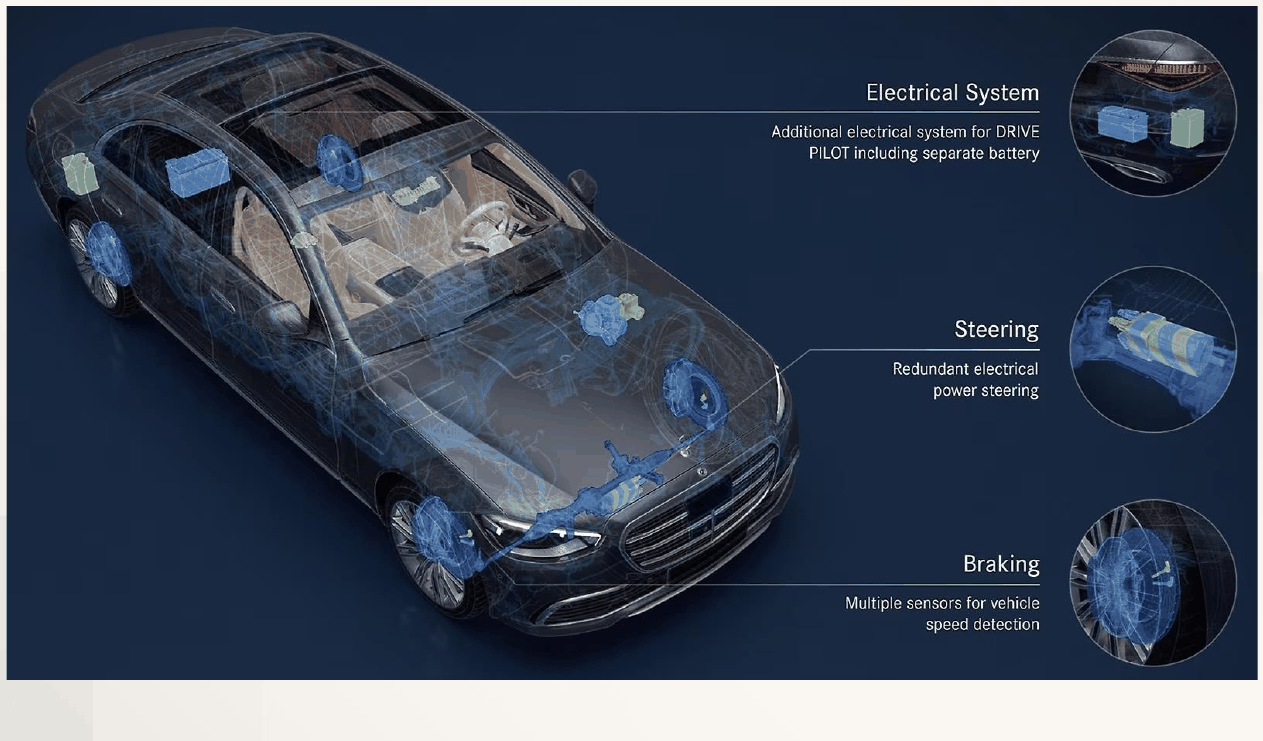 Electrical System
Additional electrical system for DRIVE
PILOT including separate battery
Steering
Redundant electrical
power steering
Braking
Multiple sensors for vehicle
speed detection